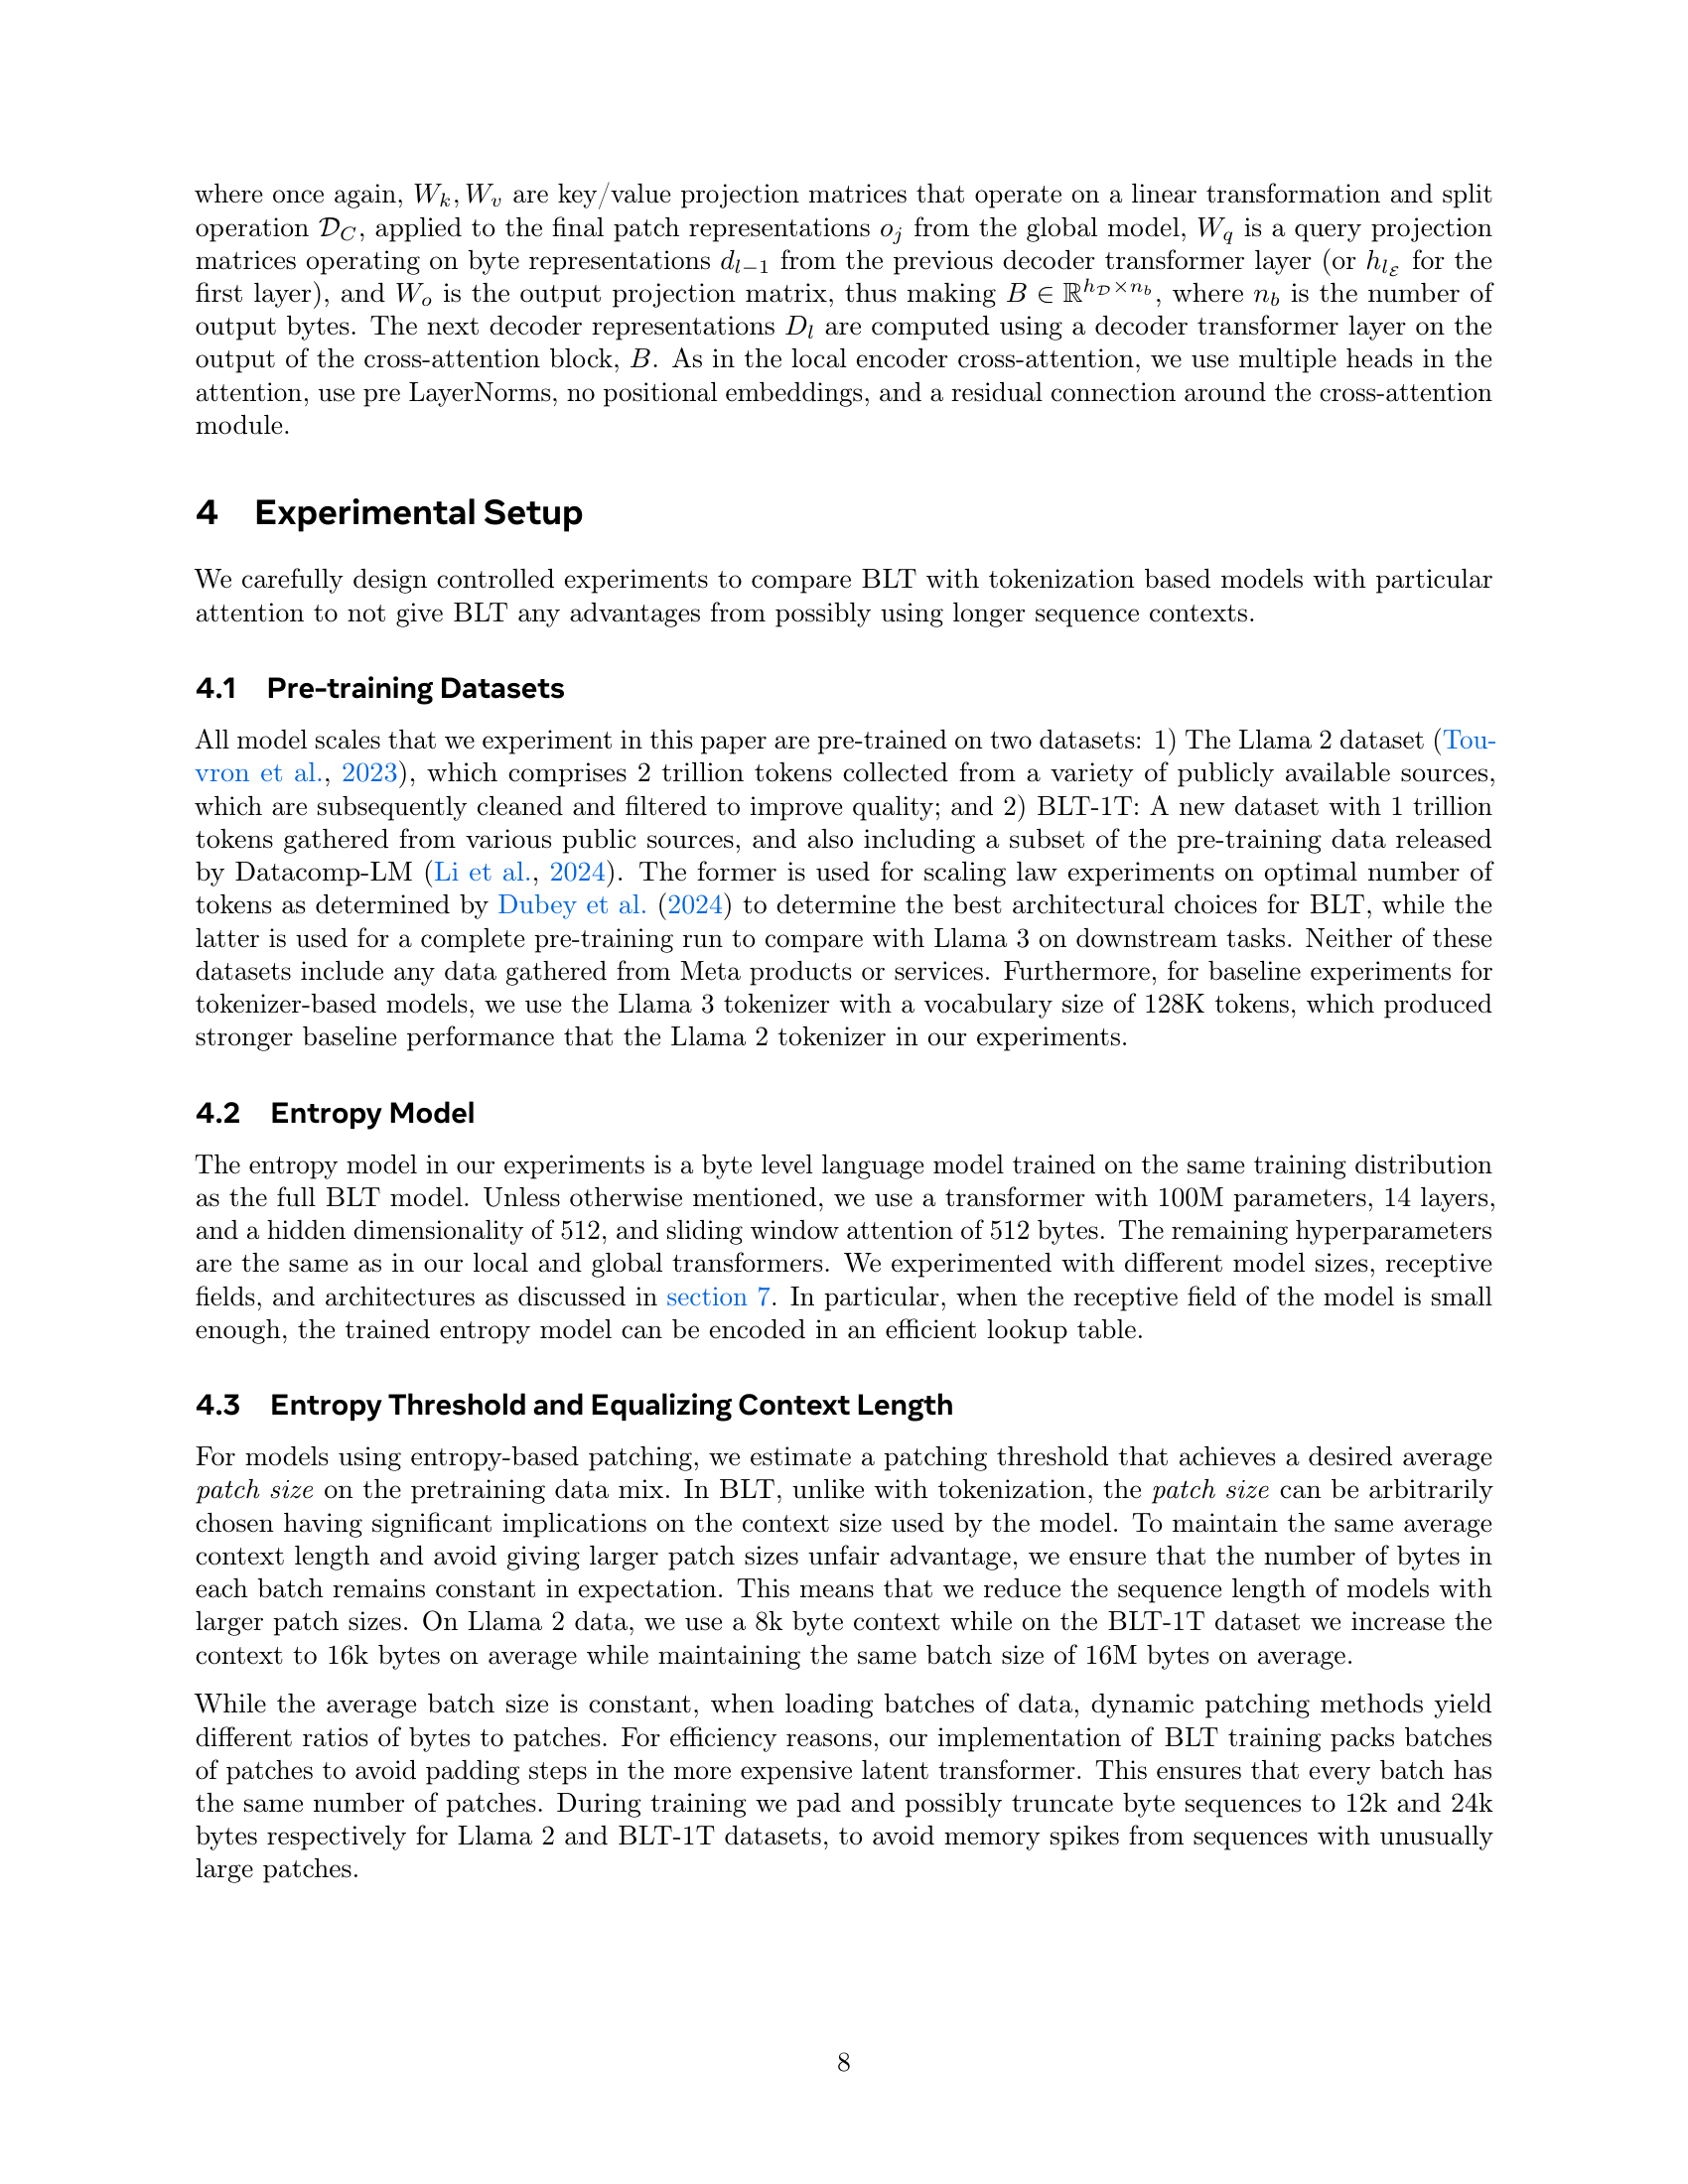 where once again, W_k, W_v are key/value projection matrices that operate on a linear transformation and split
operation 𝒟_C, applied to the final patch representations o_j from the global model, W_q is a query projection
matrices operating on byte representations d_{l−1} from the previous decoder transformer layer (or h_{l_ℰ} for the
first layer), and W_o is the output projection matrix, thus making B ∈ ℝ^{h_𝒟×n_b}, where n_b is the number of
output bytes. The next decoder representations D_l are computed using a decoder transformer layer on the
output of the cross-attention block, B. As in the local encoder cross-attention, we use multiple heads in the
attention, use pre LayerNorms, no positional embeddings, and a residual connection around the cross-attention
module.
4 Experimental Setup
We carefully design controlled experiments to compare BLT with tokenization based models with particular
attention to not give BLT any advantages from possibly using longer sequence contexts.
4.1 Pre-training Datasets
All model scales that we experiment in this paper are pre-trained on two datasets: 1) The Llama 2 dataset (Tou-
vron et al., 2023), which comprises 2 trillion tokens collected from a variety of publicly available sources,
which are subsequently cleaned and filtered to improve quality; and 2) BLT-1T: A new dataset with 1 trillion
tokens gathered from various public sources, and also including a subset of the pre-training data released
by Datacomp-LM (Li et al., 2024). The former is used for scaling law experiments on optimal number of
tokens as determined by Dubey et al. (2024) to determine the best architectural choices for BLT, while the
latter is used for a complete pre-training run to compare with Llama 3 on downstream tasks. Neither of these
datasets include any data gathered from Meta products or services. Furthermore, for baseline experiments for
tokenizer-based models, we use the Llama 3 tokenizer with a vocabulary size of 128K tokens, which produced
stronger baseline performance that the Llama 2 tokenizer in our experiments.
4.2 Entropy Model
The entropy model in our experiments is a byte level language model trained on the same training distribution
as the full BLT model. Unless otherwise mentioned, we use a transformer with 100M parameters, 14 layers,
and a hidden dimensionality of 512, and sliding window attention of 512 bytes. The remaining hyperparameters
are the same as in our local and global transformers. We experimented with different model sizes, receptive
fields, and architectures as discussed in section 7. In particular, when the receptive field of the model is small
enough, the trained entropy model can be encoded in an efficient lookup table.
4.3 Entropy Threshold and Equalizing Context Length
For models using entropy-based patching, we estimate a patching threshold that achieves a desired average
patch size on the pretraining data mix. In BLT, unlike with tokenization, the patch size can be arbitrarily
chosen having significant implications on the context size used by the model. To maintain the same average
context length and avoid giving larger patch sizes unfair advantage, we ensure that the number of bytes in
each batch remains constant in expectation. This means that we reduce the sequence length of models with
larger patch sizes. On Llama 2 data, we use a 8k byte context while on the BLT-1T dataset we increase the
context to 16k bytes on average while maintaining the same batch size of 16M bytes on average.
While the average batch size is constant, when loading batches of data, dynamic patching methods yield
different ratios of bytes to patches. For efficiency reasons, our implementation of BLT training packs batches
of patches to avoid padding steps in the more expensive latent transformer. This ensures that every batch has
the same number of patches. During training we pad and possibly truncate byte sequences to 12k and 24k
bytes respectively for Llama 2 and BLT-1T datasets, to avoid memory spikes from sequences with unusually
large patches.
8